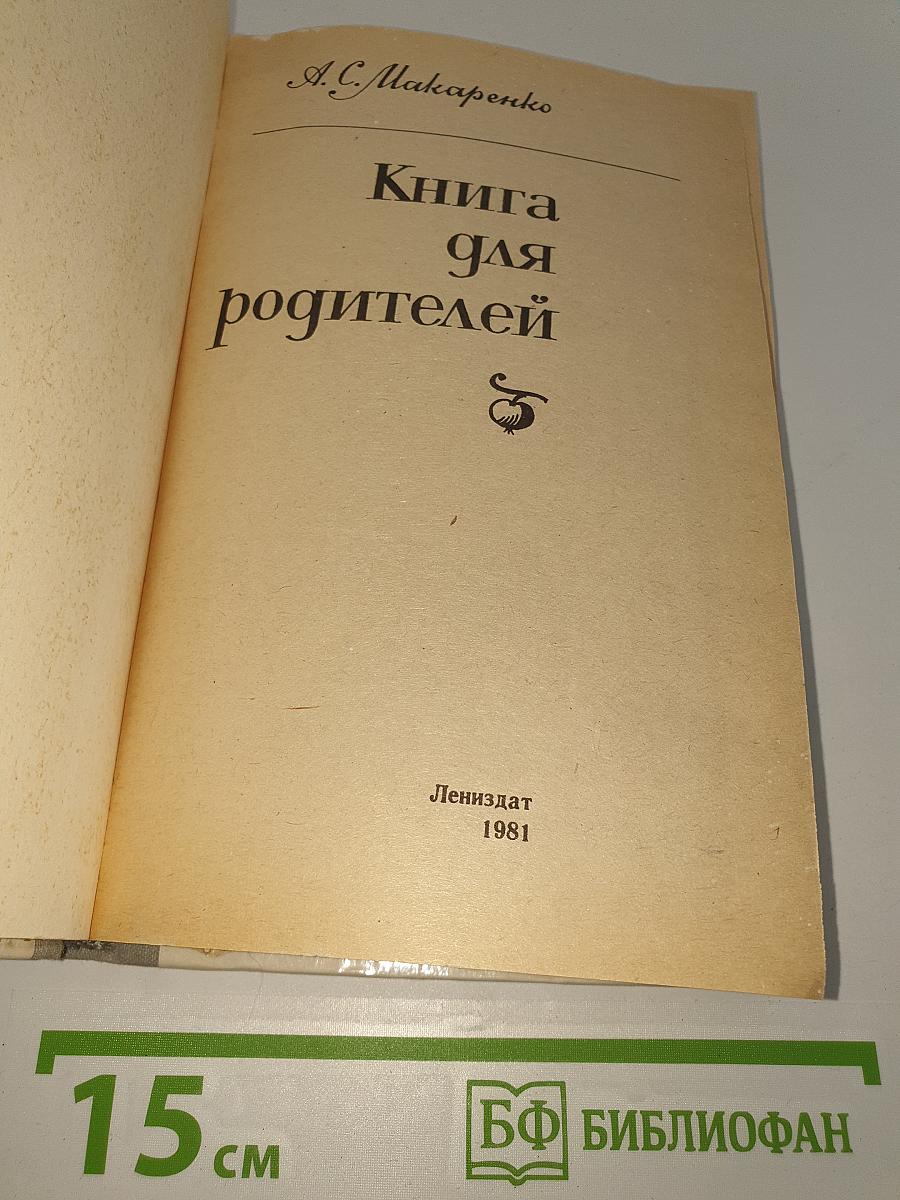 А. С. Макаренко
Книга
для
родителей
Лениздат
1981
15 см
БФ БИБЛИОФАН